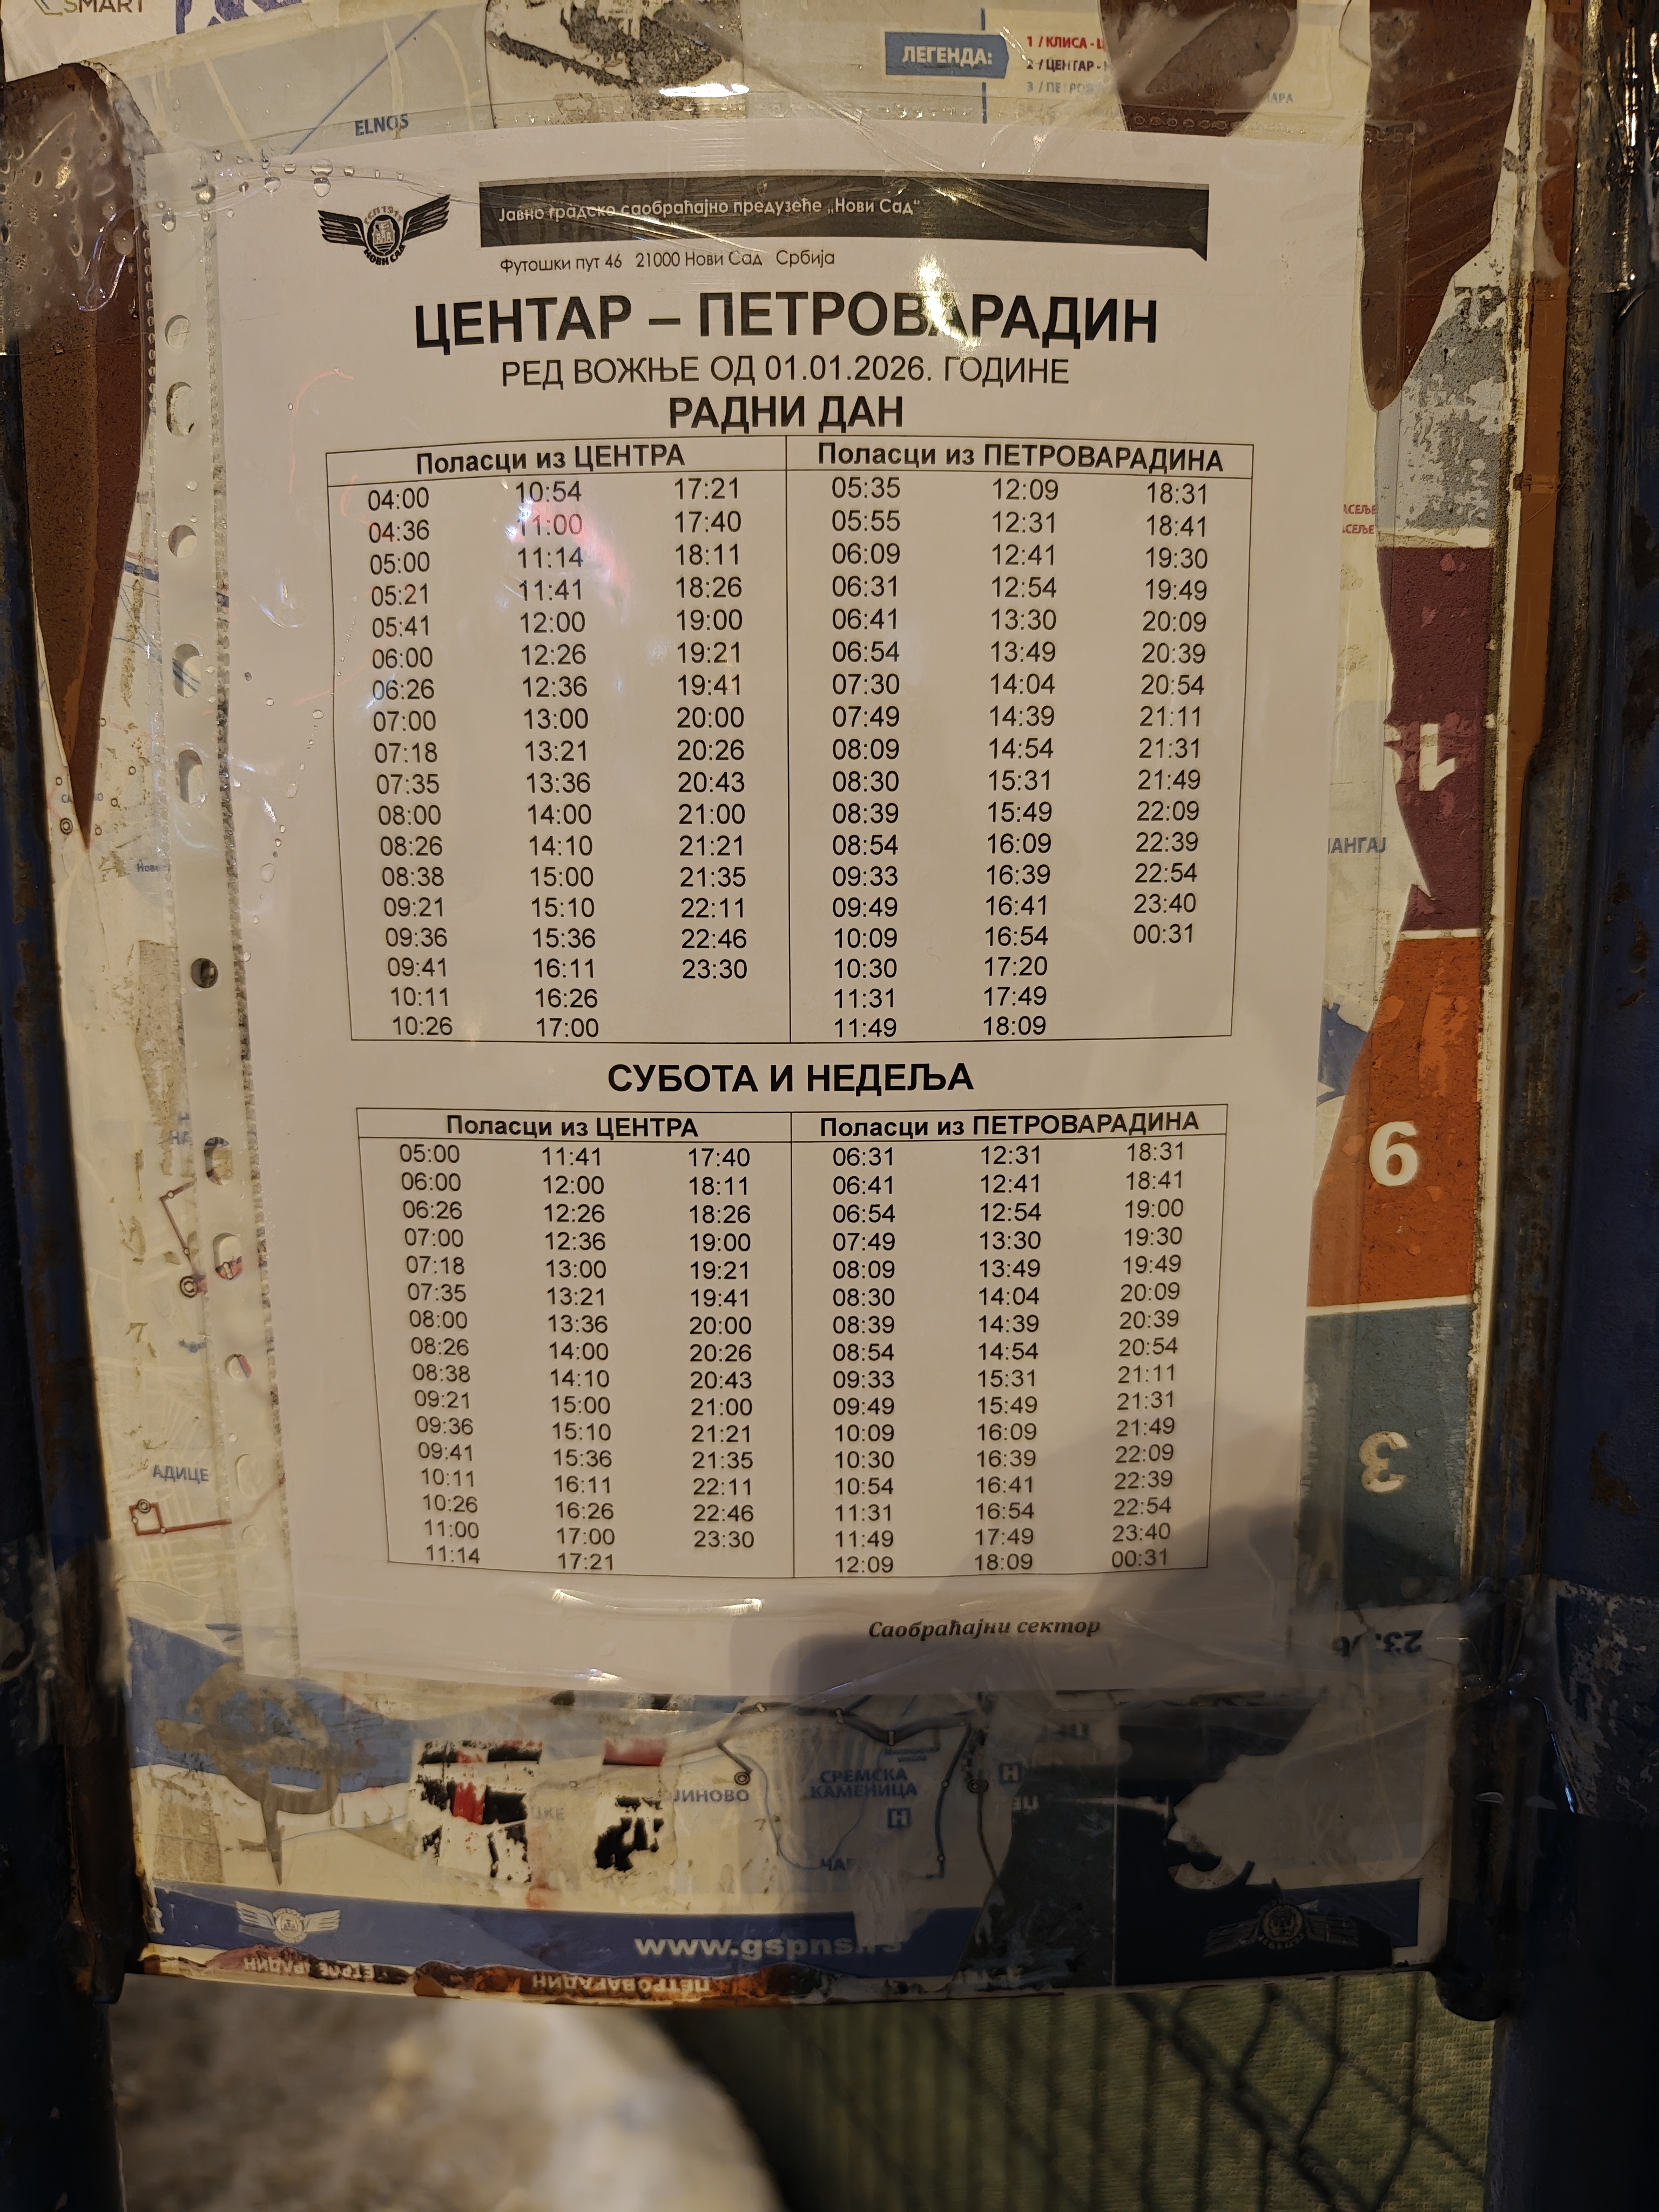 SMART
ELNOS
ЛЕГЕНДА:
1 / КЛИСА - Ц
2 / ЦЕНТАР -
3 /
ГСП 1911
НОВИ САД
Јавно градско саобраћајно предузеће „Нови Сад“
Футошки пут 46 21000 Нови Сад Србија
ЦЕНТАР – ПЕТРОВАРАДИН
РЕД ВОЖЊЕ ОД 01.01.2026. ГОДИНЕ
РАДНИ ДАН
Поласци из ЦЕНТРА Поласци из ПЕТРОВАРАДИНА
04:00 10:54 17:21 05:35 12:09 18:31
04:36 11:00 17:40 05:55 12:31 18:41
05:00 11:14 18:11 06:09 12:41 19:30
05:21 11:41 18:26 06:31 12:54 19:49
05:41 12:00 19:00 06:41 13:30 20:09
06:00 12:26 19:21 06:54 13:49 20:39
06:26 12:36 19:41 07:30 14:04 20:54
07:00 13:00 20:00 07:49 14:39 21:11
07:18 13:21 20:26 08:09 14:54 21:31
07:35 13:36 20:43 08:30 15:31 21:49
08:00 14:00 21:00 08:39 15:49 22:09
08:26 14:10 21:21 08:54 16:09 22:39
08:38 15:00 21:35 09:33 16:39 22:54
09:21 15:10 22:11 09:49 16:41 23:40
09:36 15:36 22:46 10:09 16:54 00:31
09:41 16:11 23:30 10:30 17:20
10:11 16:26 11:31 17:49
10:26 17:00 11:49 18:09
СУБОТА И НЕДЕЉА
Поласци из ЦЕНТРА Поласци из ПЕТРОВАРАДИНА
05:00 11:41 17:40 06:31 12:31 18:31
06:00 12:00 18:11 06:41 12:41 18:41
06:26 12:26 18:26 06:54 12:54 19:00
07:00 12:36 19:00 07:49 13:30 19:30
07:18 13:00 19:21 08:09 13:49 19:49
07:35 13:21 19:41 08:30 14:04 20:09
08:00 13:36 20:00 08:39 14:39 20:39
08:26 14:00 20:26 08:54 14:54 20:54
08:38 14:10 20:43 09:33 15:31 21:11
09:21 15:00 21:00 09:49 15:49 21:31
09:36 15:10 21:21 10:09 16:09 21:49
09:41 15:36 21:35 10:30 16:39 22:09
10:11 16:11 22:11 10:54 16:41 22:39
10:26 16:26 22:46 11:31 16:54 22:54
11:00 17:00 23:30 11:49 17:49 23:40
11:14 17:21 12:09 18:09 00:31
Саобраћајни сектор
АНГАЈ
9
3
АДИЦЕ
ЈИНОВО
СРЕМСКА
КАМЕНИЦА
H
H
www.gspns.rs
ПЕТРОВАРАДИН